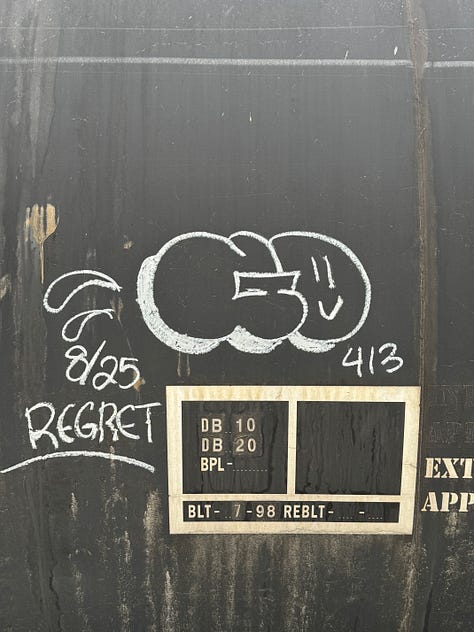 413
8/25
REGRET
DB 10
DB 20
BPL-
BLT- 7-98 REBLT- -
EXT
APP